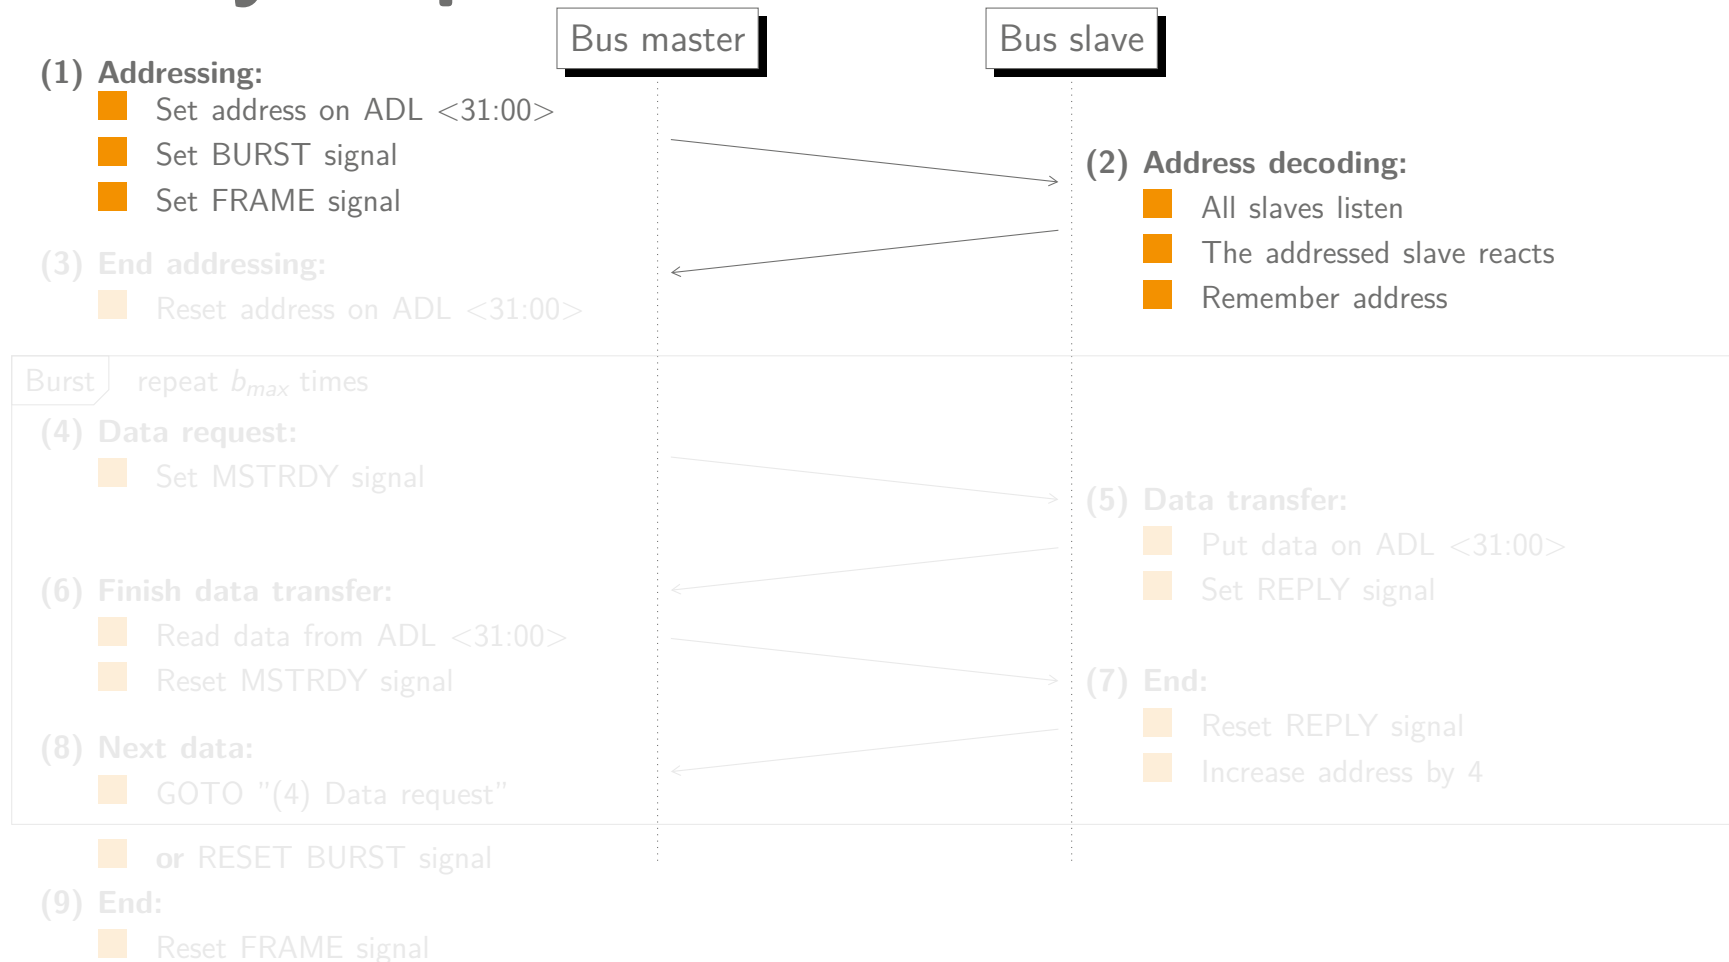 Bus master
Bus slave
(1) Addressing:
Set address on ADL <31:00>
Set BURST signal
Set FRAME signal
(2) Address decoding:
All slaves listen
The addressed slave reacts
Remember address
(3) End addressing:
Reset address on ADL <31:00>
Burst repeat bmax times
(4) Data request:
Set MSTRDY signal
(5) Data transfer:
Put data on ADL <31:00>
Set REPLY signal
(6) Finish data transfer:
Read data from ADL <31:00>
Reset MSTRDY signal
(7) End:
Reset REPLY signal
Increase address by 4
(8) Next data:
GOTO "(4) Data request”
or RESET BURST signal
(9) End:
Reset FRAME signal